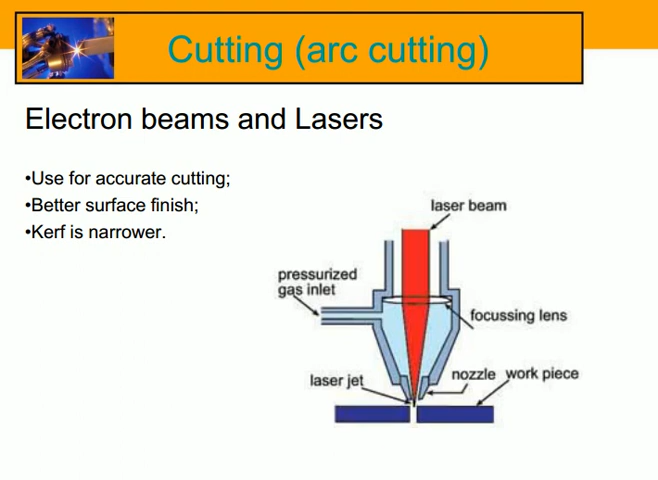 Cutting (arc cutting)
Electron beams and Lasers
•Use for accurate cutting;
•Better surface finish;
•Kerf is narrower.
laser beam
pressurized
gas inlet
focussing lens
laser jet
nozzle
work piece